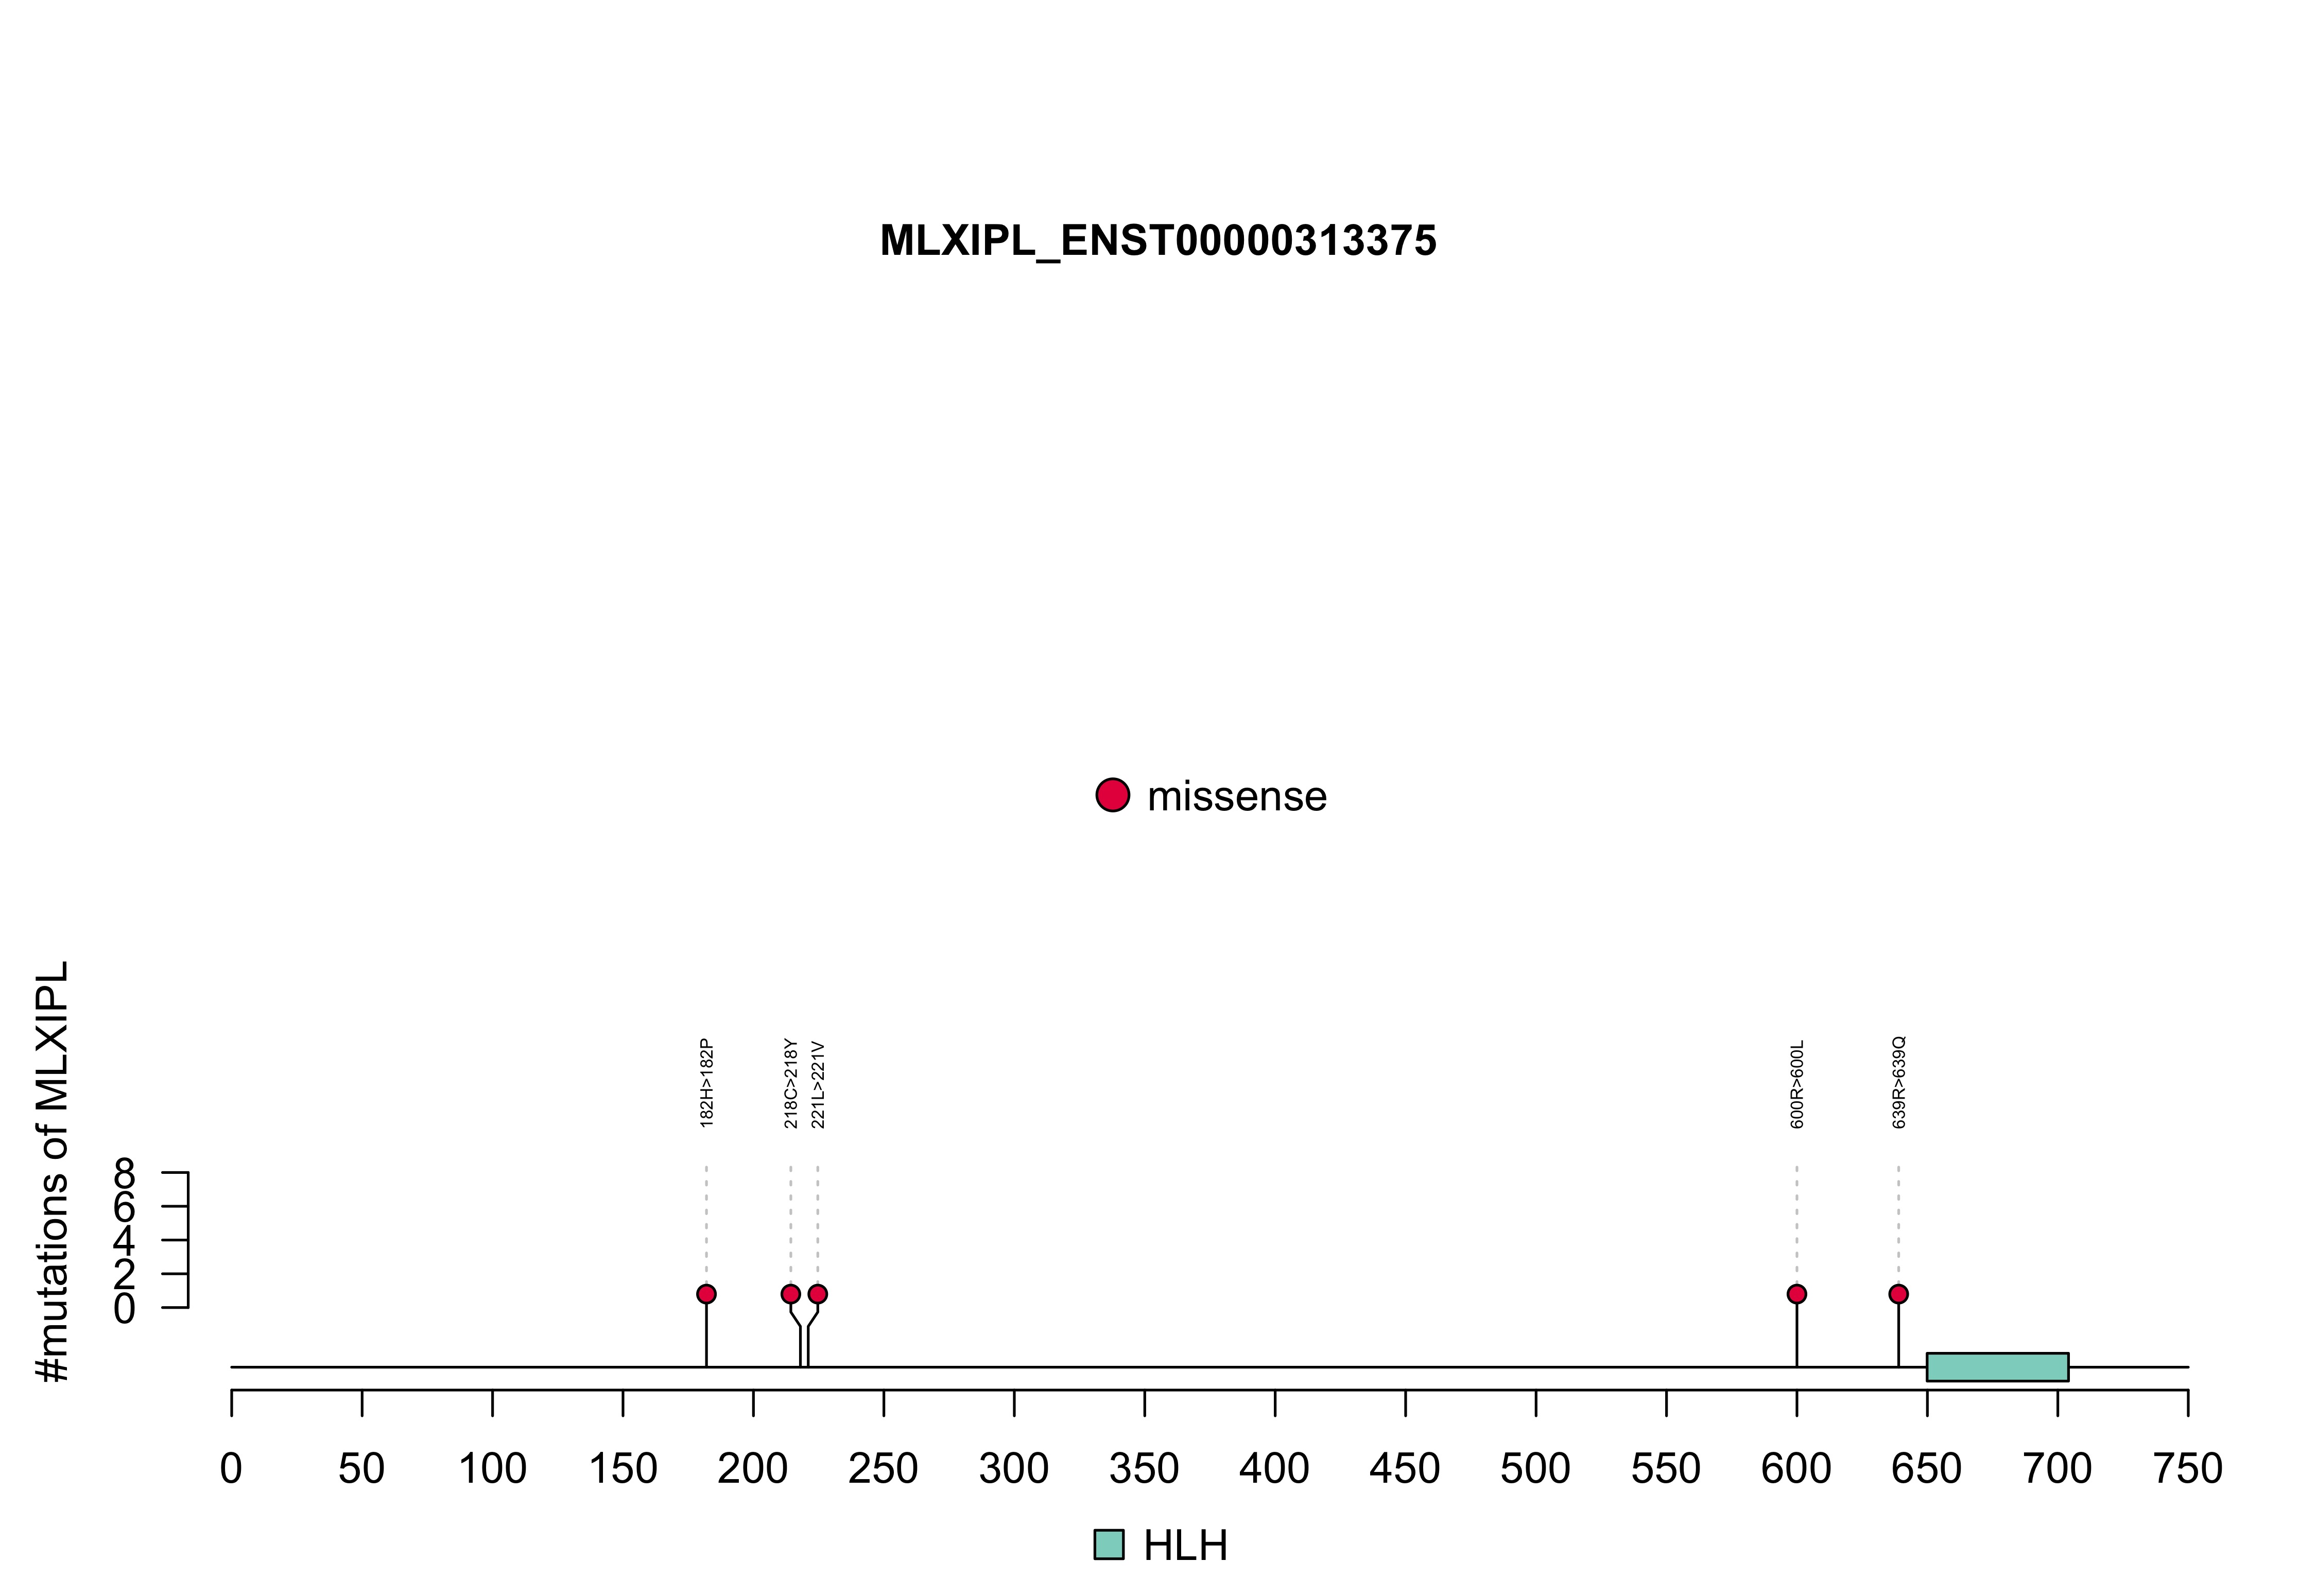 MLXIPL_ENST00000313375
missense
#mutations of MLXIPL
182H>182P
218C>218Y
221L>221V
600R>600L
639R>639Q
8
6
4
2
0
0 50 100 150 200 250 300 350 400 450 500 550 600 650 700 750
HLH